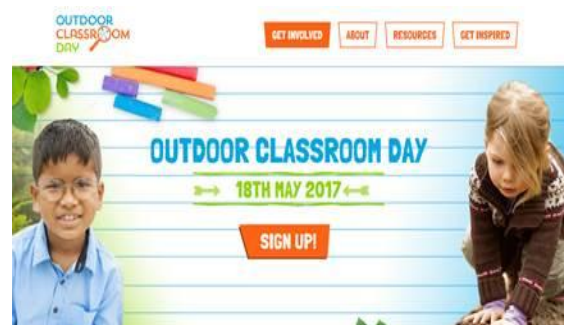 OUTDOOR
CLASSROOM
DAY
GET INVOLVED ABOUT RESOURCES GET INSPIRED
OUTDOOR CLASSROOM DAY
18TH MAY 2017
SIGN UP!